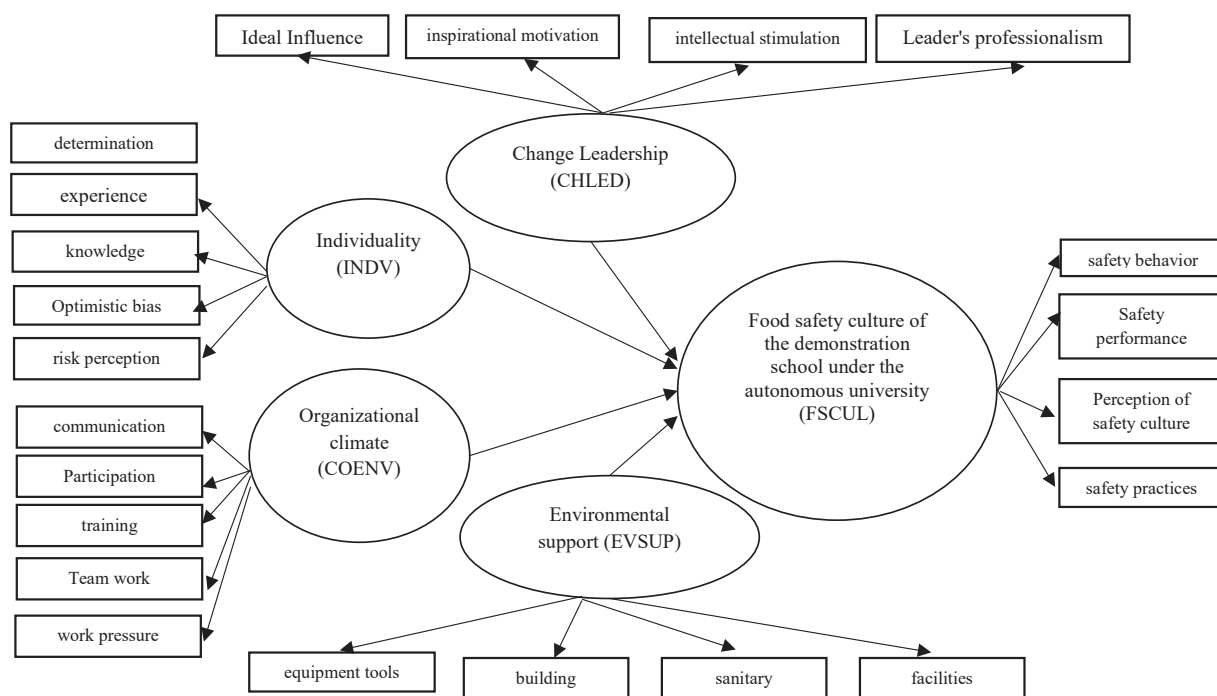 Ideal Influence
inspirational motivation
intellectual stimulation
Leader's professionalism
Change Leadership
(CHLED)
determination
experience
knowledge
Optimistic bias
risk perception
Individuality
(INDV)
communication
Participation
training
Team work
work pressure
Organizational
climate
(COENV)
Food safety culture of
the demonstration
school under the
autonomous university
(FSCUL)
safety behavior
Safety
performance
Perception of
safety culture
safety practices
Environmental
support (EVSUP)
equipment tools
building
sanitary
facilities